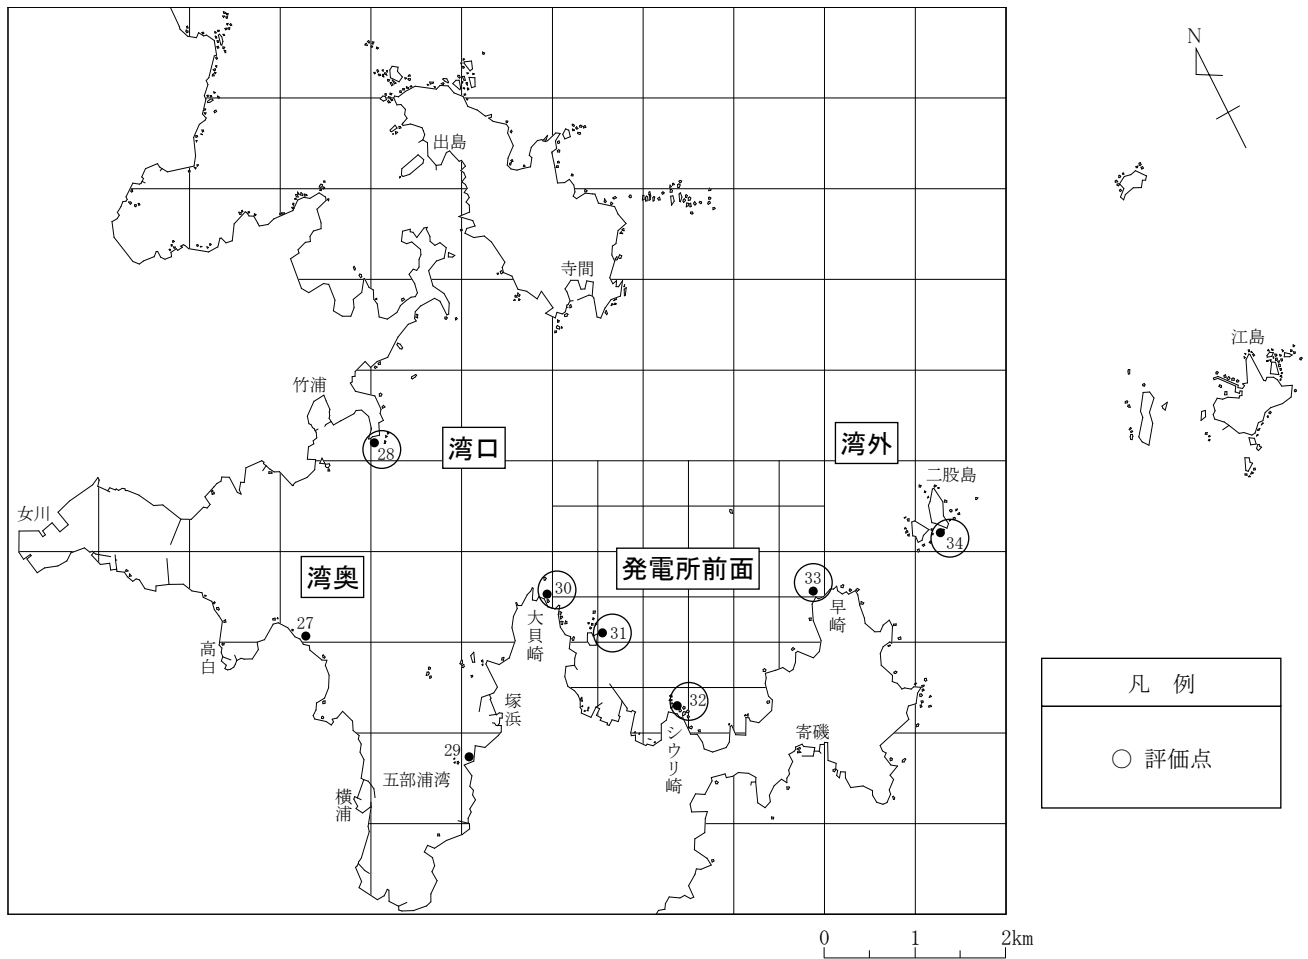 N
出島
寺間
江島
竹浦
湾口
湾外
28
二股島
女川
34
湾奥
発電所前面
30
33
大貝崎
早崎
27
31
高白
塚浜
32
シウリ崎
寄磯
29
五部浦湾
横浦
凡 例
○ 評価点
0 1 2km